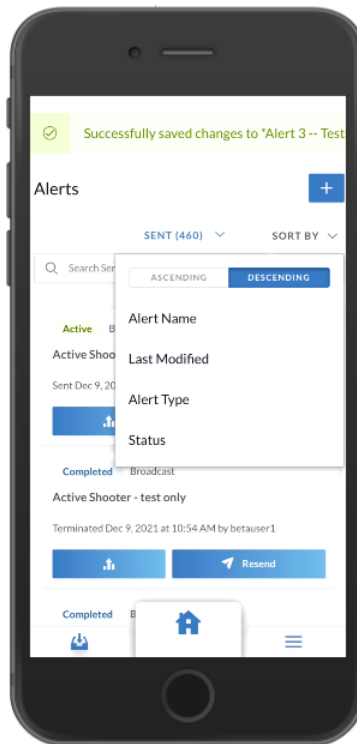 Successfully saved changes to "Alert 3 -- Test
Alerts
+
SENT (460) SORT BY
Search Ser
ASCENDING DESCENDING
Alert Name
Last Modified
Alert Type
Status
Active B
Active Shoo
Sent Dec 9, 20
Completed Broadcast
Active Shooter - test only
Terminated Dec 9, 2021 at 10:54 AM by betauser1
Resend
Completed B